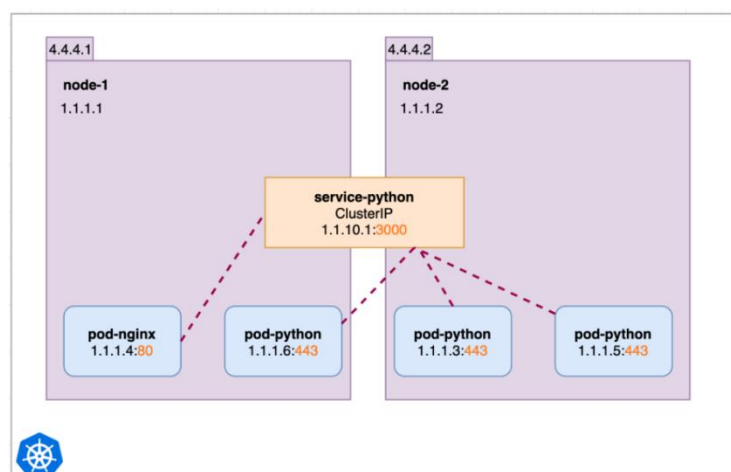 4.4.4.1
node-1
1.1.1.1
4.4.4.2
node-2
1.1.1.2
service-python
ClusterIP
1.1.10.1:3000
pod-nginx
1.1.1.4:80
pod-python
1.1.1.6:443
pod-python
1.1.1.3:443
pod-python
1.1.1.5:443